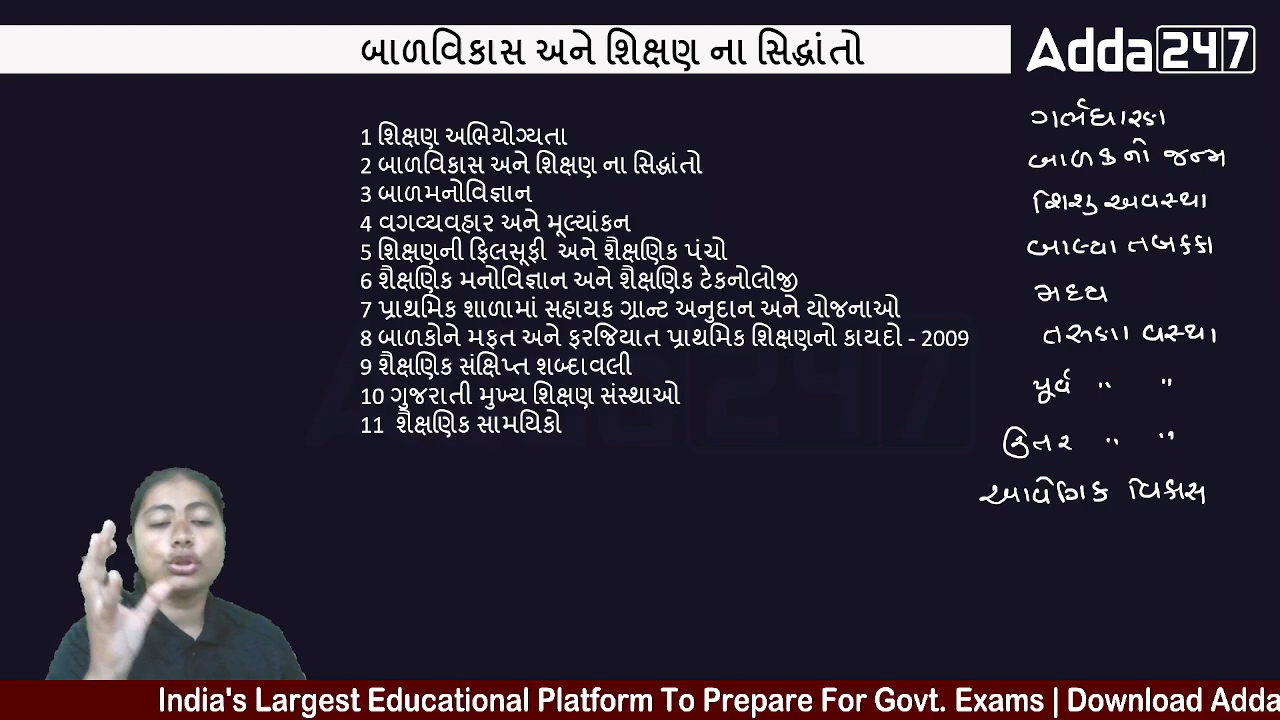 બાળવિકાસ અને શિક્ષણ ના સિદ્ધાંતો
Adda247
1 શિક્ષણ અભિયોગ્યતા
2 બાળવિકાસ અને શિક્ષણ ના સિદ્ધાંતો
3 બાળમનોવિજ્ઞાન
4 વગવ્યવહાર અને મૂલ્યાંકન
5 શિક્ષણની ફિલસૂફી અને શૈક્ષણિક પંચો
6 શૈક્ષણિક મનોવિજ્ઞાન અને શૈક્ષણિક ટેકનોલોજી
7 પ્રાથમિક શાળામાં સહાયક ગ્રાન્ટ અનુદાન અને યોજનાઓ
8 બાળકોને મફત અને ફરજિયાત પ્રાથમિક શિક્ષણનો કાયદો - 2009
9 શૈક્ષણિક સંક્ષિપ્ત શબ્દાવલી
10 ગુજરાતી મુખ્ય શિક્ષણ સંસ્થાઓ
11 શૈક્ષણિક સામયિકો
ગર્ભધારણ
બાળકનો જન્મ
શિશુ અવસ્થા
બાલ્યા તબક્કા
મધ્ય
તરુણા વસ્થા
પૂર્વ " "
ઉતર " "
આવેગિક વિકાસ
India's Largest Educational Platform To Prepare For Govt. Exams | Download Adda